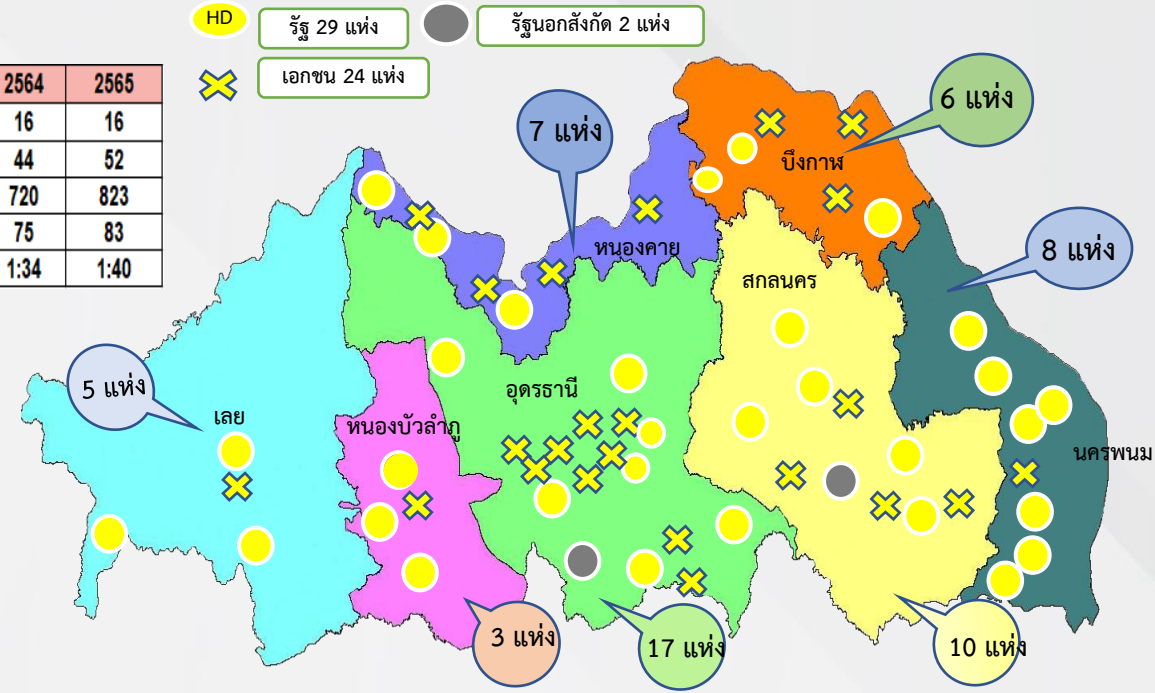 HD
รัฐ 29 แห่ง
รัฐนอกสังกัด 2 แห่ง
เอกชน 24 แห่ง
2564 2565
16 16
44 52
720 823
75 83
1:34 1:40
6 แห่ง
7 แห่ง
บึงกาฬ
หนองคาย
8 แห่ง
สกลนคร
5 แห่ง
เลย
อุดรธานี
หนองบัวลำภู
นครพนม
3 แห่ง
17 แห่ง
10 แห่ง